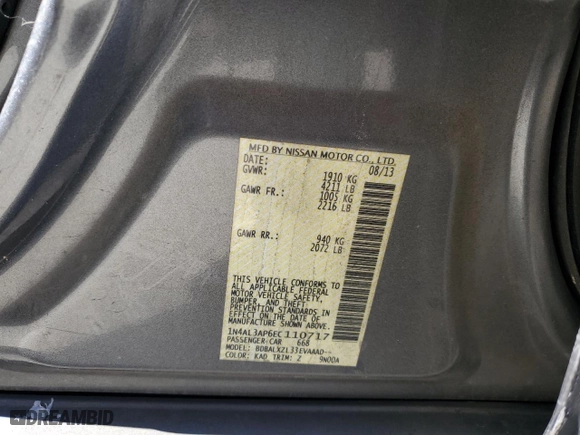 MFD BY NISSAN MOTOR CO., LTD.
DATE: 08/13
GVWR: 1910 KG
4211 LB
GAWR FR.: 1005 KG
2216 LB
GAWR RR.: 940 KG
2072 LB
THIS VEHICLE CONFORMS TO
ALL APPLICABLE FEDERAL
MOTOR VEHICLE SAFETY,
BUMPER, AND THEFT
PREVENTION STANDARDS IN
EFFECT ON THE DATE OF
MANUFACTURE SHOWN ABOVE.
1N4AL3AP6EC110717
PASSENGER CAR 668
MODEL: BDBALXZL33EVAAAD--
COLOR: KAD TRIM: Z 9N00A
DREAMBID